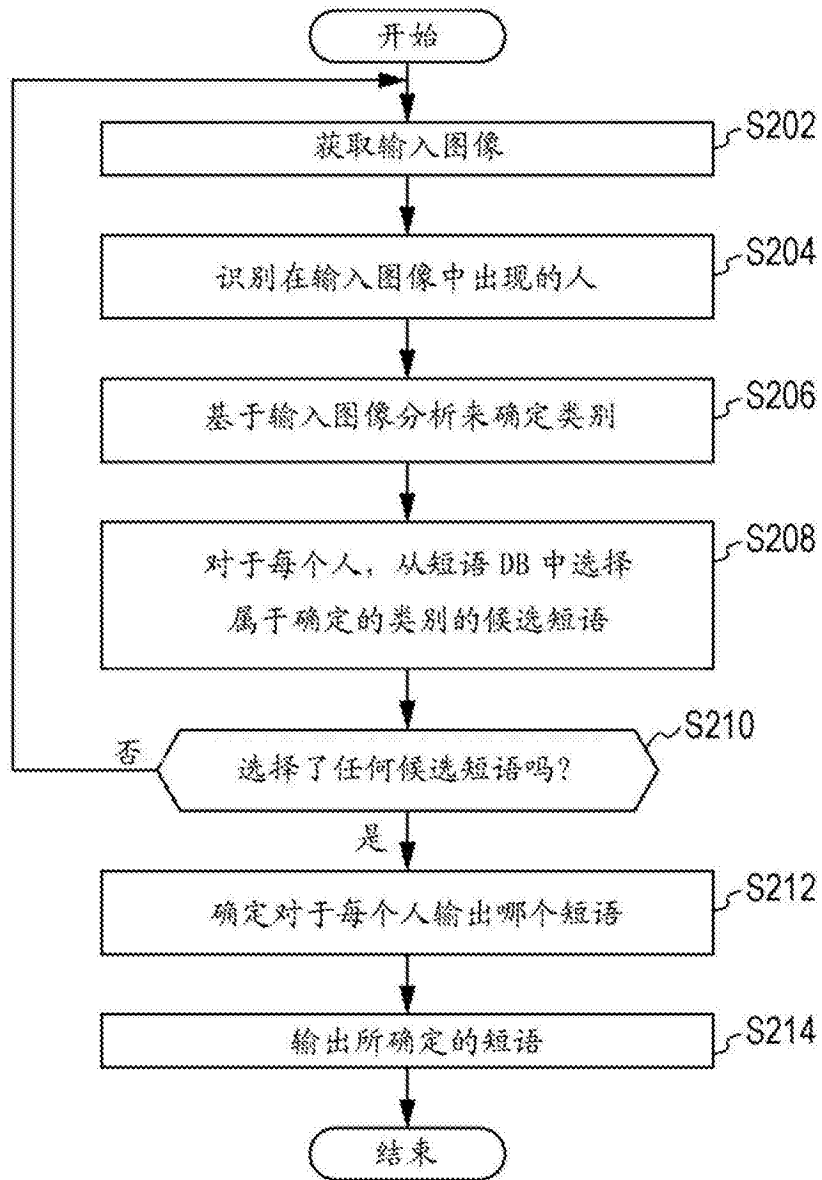 开始
获取输入图像
S202
识别在输入图像中出现的人
S204
基于输入图像分析来确定类别
S206
对于每个人，从短语 DB 中选择
属于确定的类别的候选短语
S208
选择了任何候选短语吗？
S210
否
是
确定对于每个人输出哪个短语
S212
输出所确定的短语
S214
结束